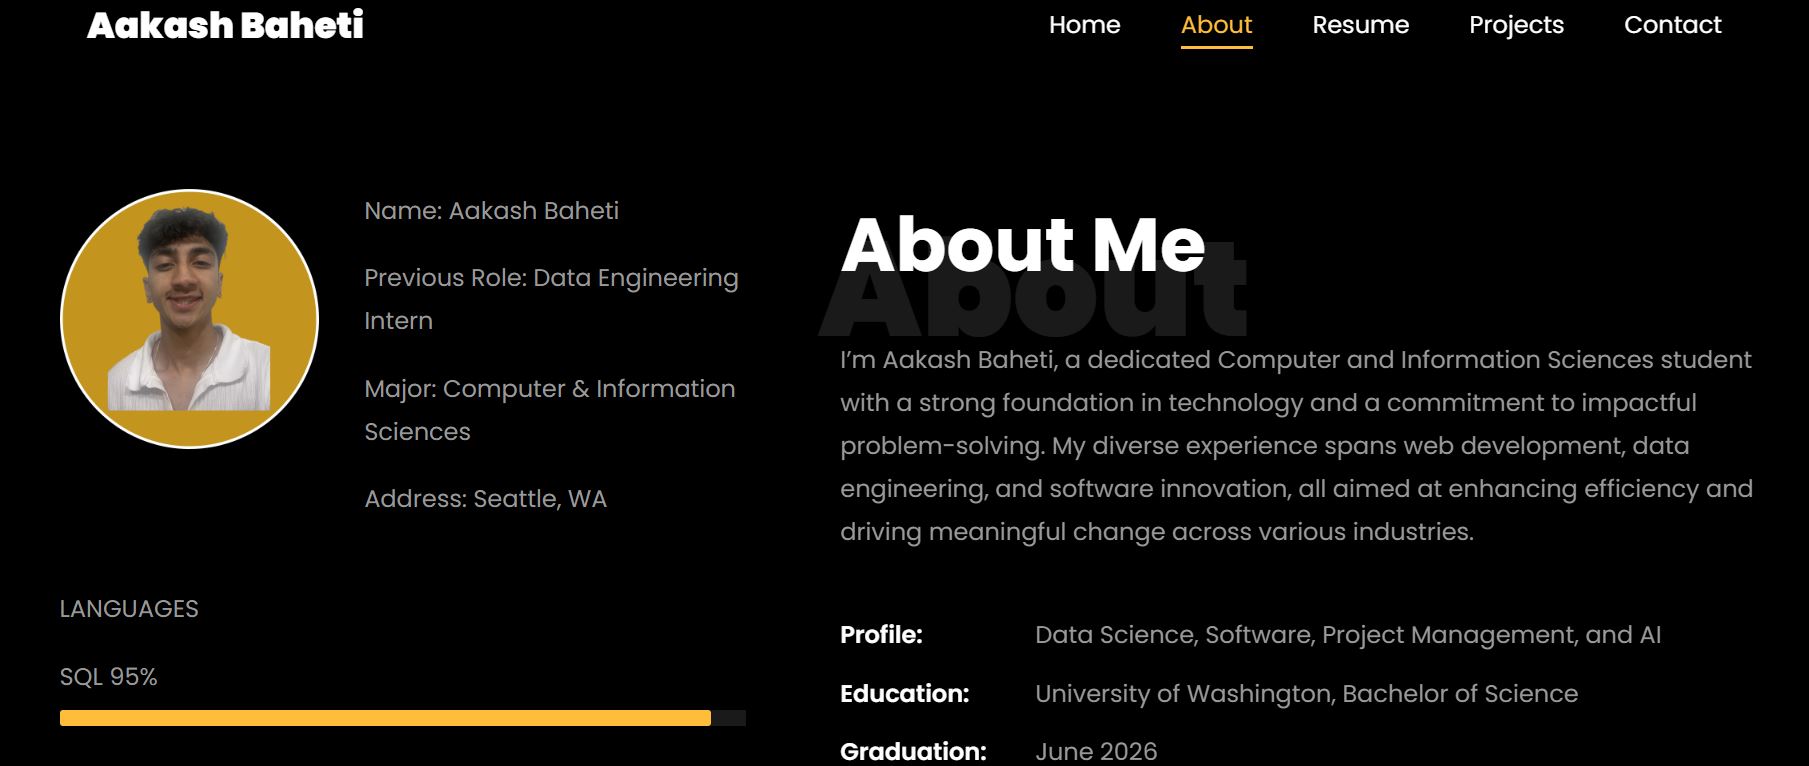 Aakash Baheti
Home About Resume Projects Contact
Name: Aakash Baheti
Previous Role: Data Engineering
Intern
Major: Computer & Information
Sciences
Address: Seattle, WA
LANGUAGES
SQL 95%
About Me
About
I’m Aakash Baheti, a dedicated Computer and Information Sciences student
with a strong foundation in technology and a commitment to impactful
problem-solving. My diverse experience spans web development, data
engineering, and software innovation, all aimed at enhancing efficiency and
driving meaningful change across various industries.
Profile: Data Science, Software, Project Management, and AI
Education: University of Washington, Bachelor of Science
Graduation: June 2026